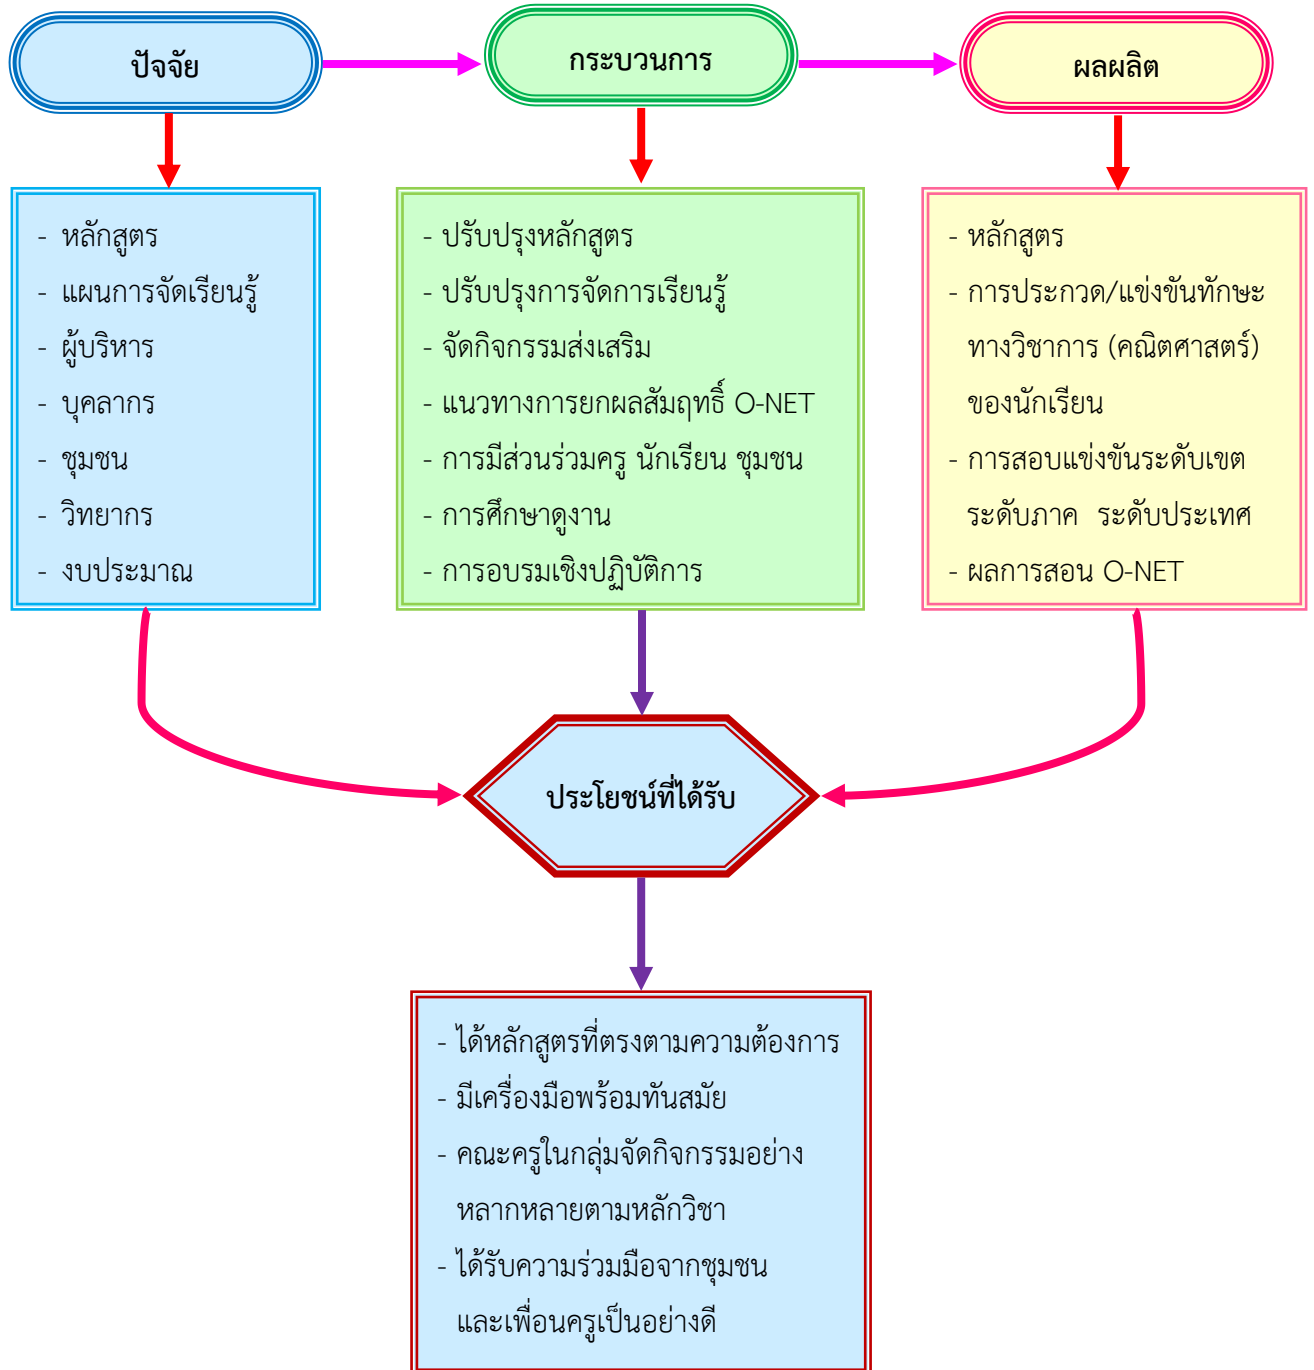 ปัจจัย
กระบวนการ
ผลผลิต
- หลักสูตร
- แผนการจัดเรียนรู้
- ผู้บริหาร
- บุคลากร
- ชุมชน
- วิทยากร
- งบประมาณ
- ปรับปรุงหลักสูตร
- ปรับปรุงการจัดการเรียนรู้
- จัดกิจกรรมส่งเสริม
- แนวทางการยกผลสัมฤทธิ์ O-NET
- การมีส่วนร่วมครู นักเรียน ชุมชน
- การศึกษาดูงาน
- การอบรมเชิงปฏิบัติการ
- หลักสูตร
- การประกวด/แข่งขันทักษะ
ทางวิชาการ (คณิตศาสตร์)
ของนักเรียน
- การสอบแข่งขันระดับเขต
ระดับภาค ระดับประเทศ
- ผลการสอน O-NET
ประโยชน์ที่ได้รับ
- ได้หลักสูตรที่ตรงตามความต้องการ
- มีเครื่องมือพร้อมทันสมัย
- คณะครูในกลุ่มจัดกิจกรรมอย่าง
หลากหลายตามหลักวิชา
- ได้รับความร่วมมือจากชุมชน
และเพื่อนครูเป็นอย่างดี